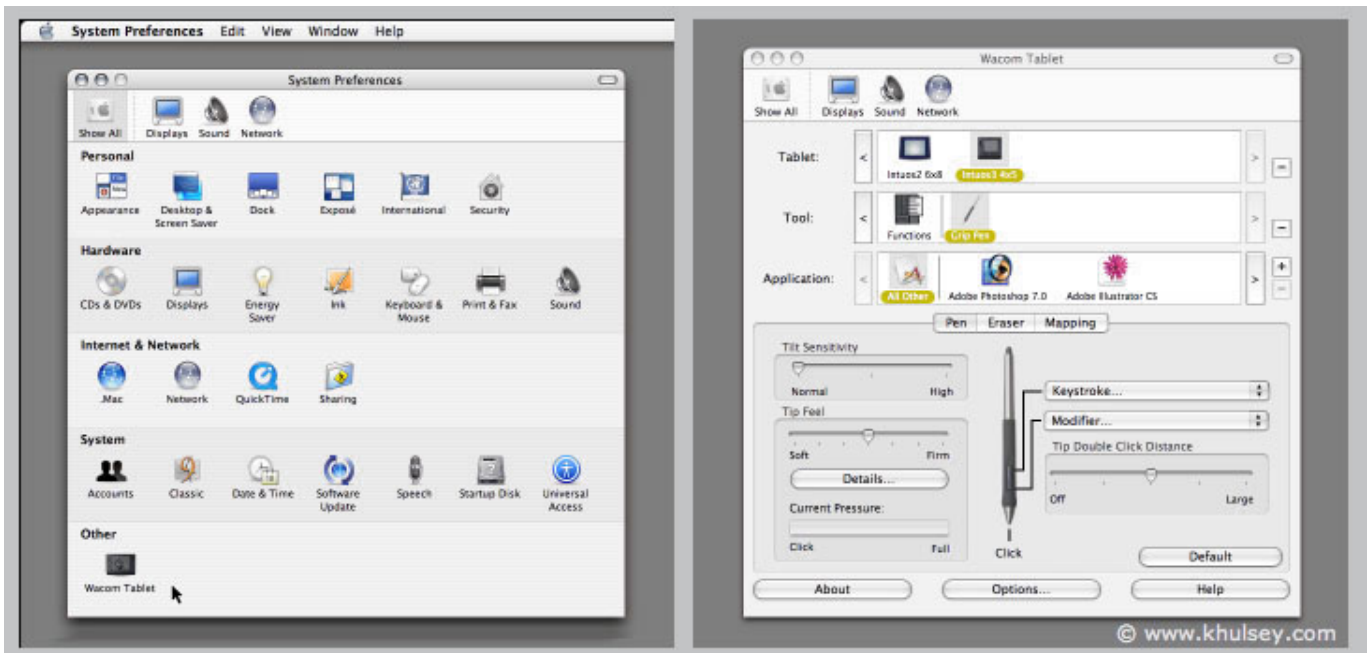 System Preferences Edit View Window Help
System Preferences
Show All Displays Sound Network
Personal
Appearance Desktop & Screen Saver Dock Exposé International Security
Hardware
CDs & DVDs Displays Energy Saver Ink Keyboard & Mouse Print & Fax Sound
Internet & Network
.Mac Network QuickTime Sharing
System
Accounts Classic Date & Time Software Update Speech Startup Disk Universal Access
Other
Wacom Tablet
Wacom Tablet
Show All Displays Sound Network
Tablet: < Intuos2 6x8 Intuos3 4x5 > −
Tool: < Functions Grip Pen > −
Application: < All Other Adobe Photoshop 7.0 Adobe Illustrator CS > + −
Pen Eraser Mapping
Tilt Sensitivity
Normal High
Tip Feel
Soft Firm
Details...
Current Pressure:
Click Full
Click
Keystroke...
Modifier...
Tip Double Click Distance
Off Large
Default
About Options... Help
© www.khulsey.com